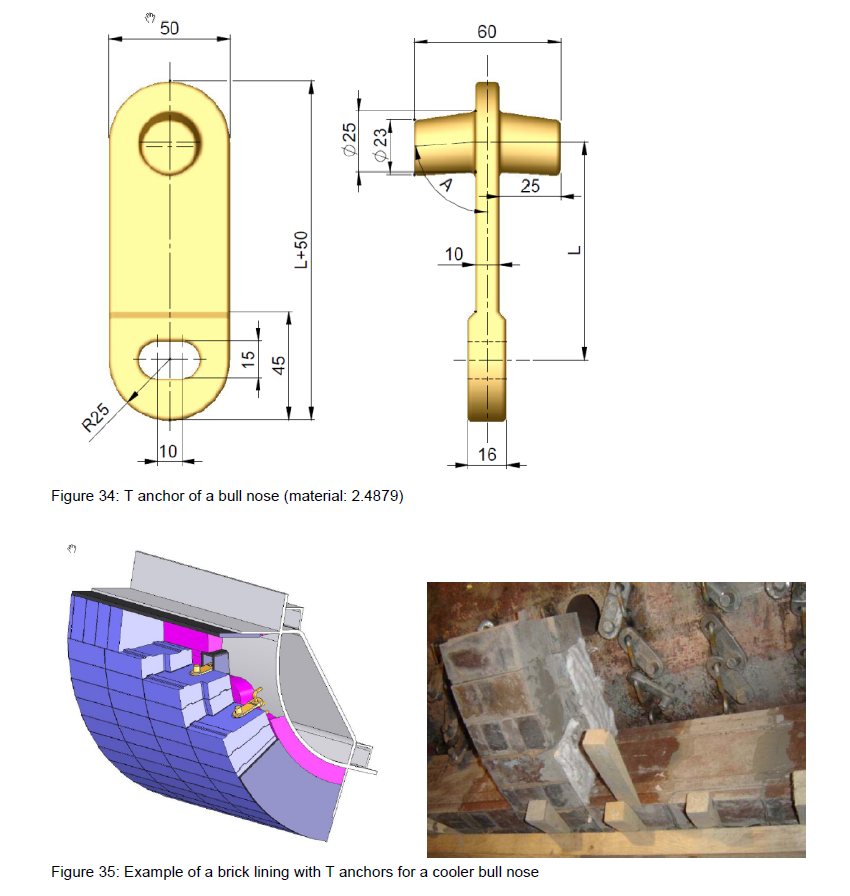 50
60
Ø25
Ø23
A
25
L+50
10
L
15
45
R25
10
16
Figure 34: T anchor of a bull nose (material: 2.4879)
Figure 35: Example of a brick lining with T anchors for a cooler bull nose